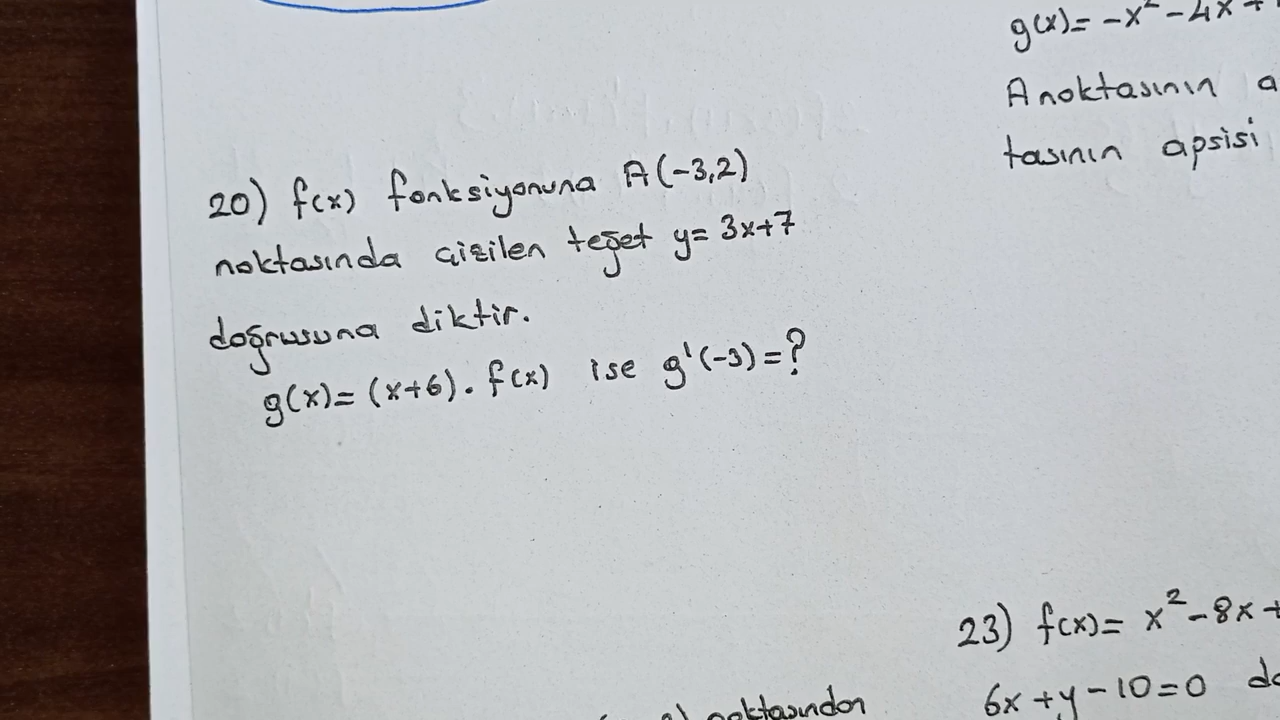 20) f(x) fonksiyonuna A(-3,2)
noktasında çizilen teğet y= 3x+7
doğrusuna diktir.
g(x)= (x+6). f(x) ise g'(-3)=?
g(x)= -x² -4x +
A noktasının a
tasının apsisi
23) f(x)= x² -8x +
6x +y -10=0 do
noktasından